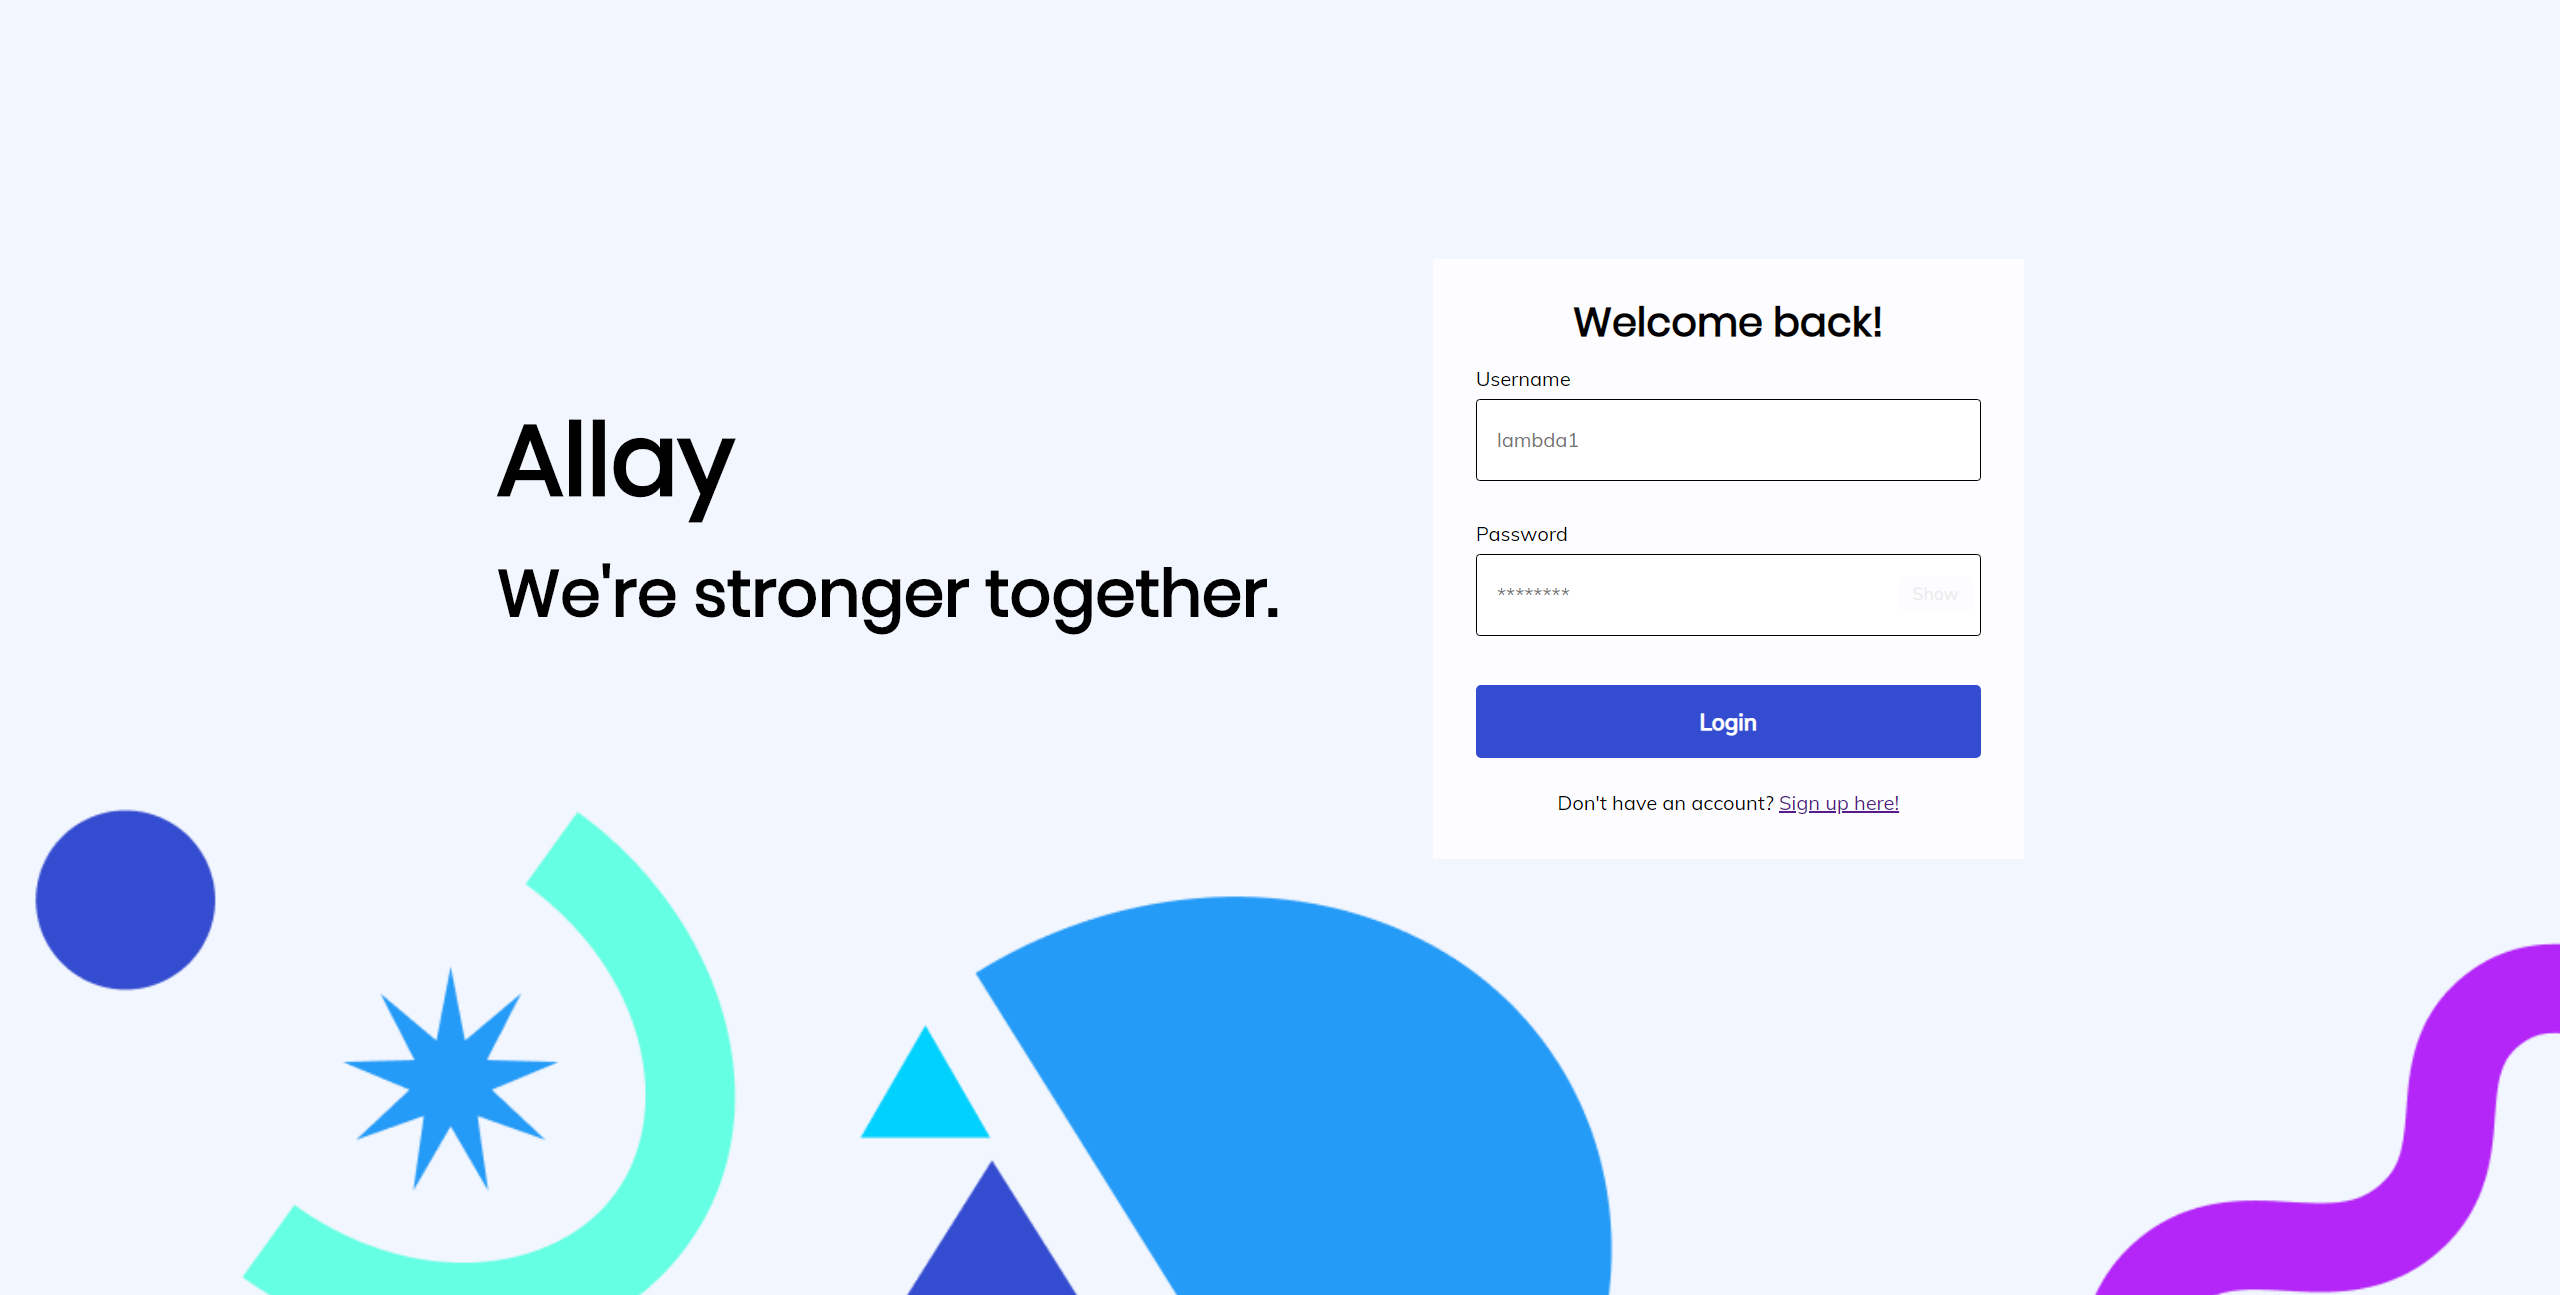 Allay
We're stronger together.
Welcome back!
Username
lambda1
Password
********
Show
Login
Don't have an account? Sign up here!